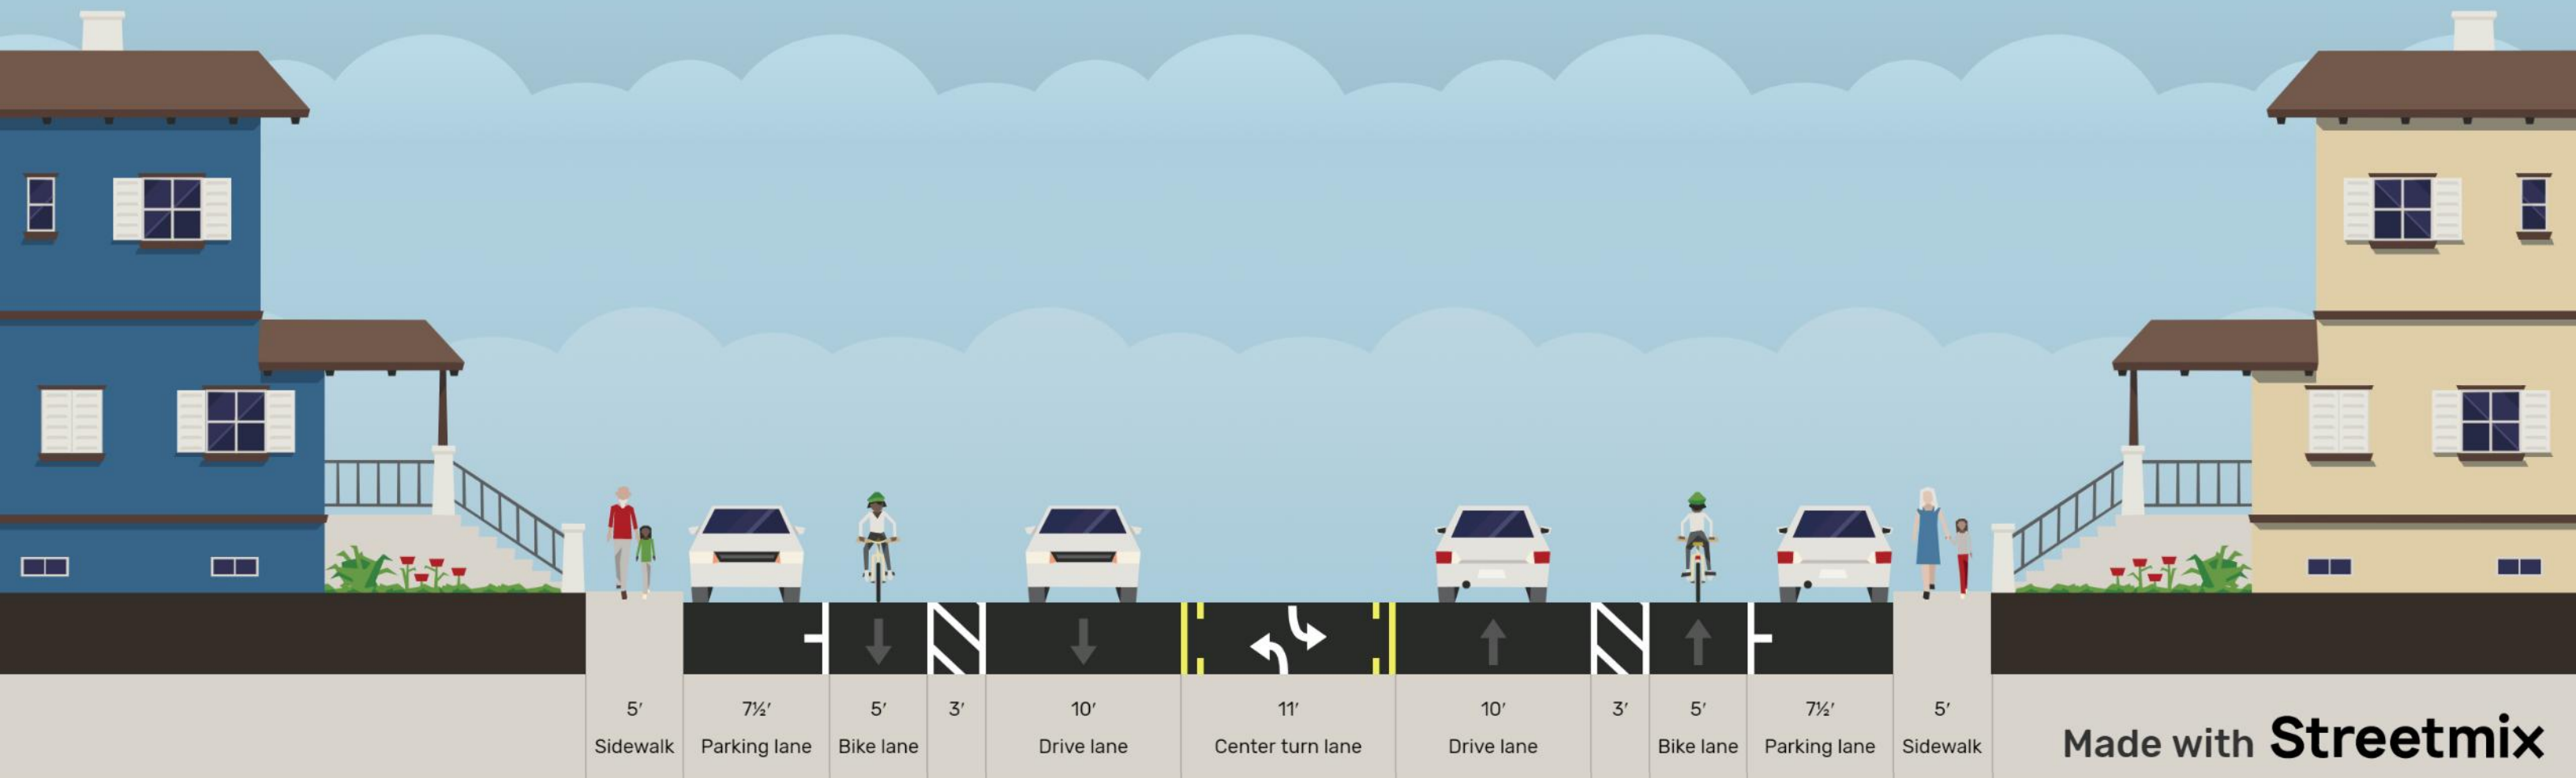 5′ 7½′ 5′ 3′ 10′ 11′ 10′ 3′ 5′ 7½′ 5′
Sidewalk Parking lane Bike lane Drive lane Center turn lane Drive lane Bike lane Parking lane Sidewalk
Made with Streetmix